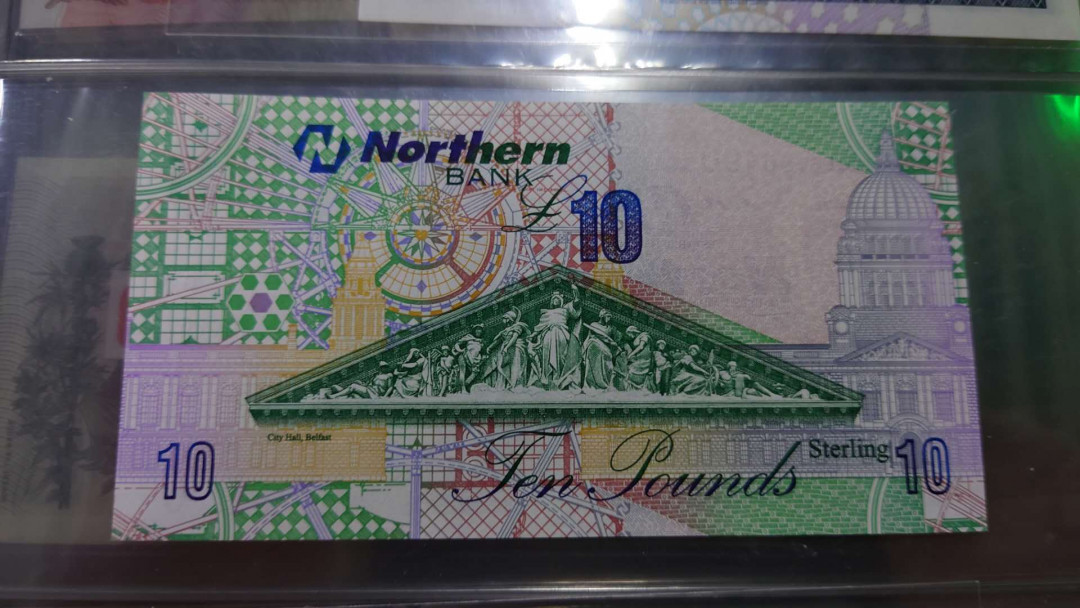 Northern
BANK
£10
City Hall, Belfast
Ten Pounds
Sterling
10
10